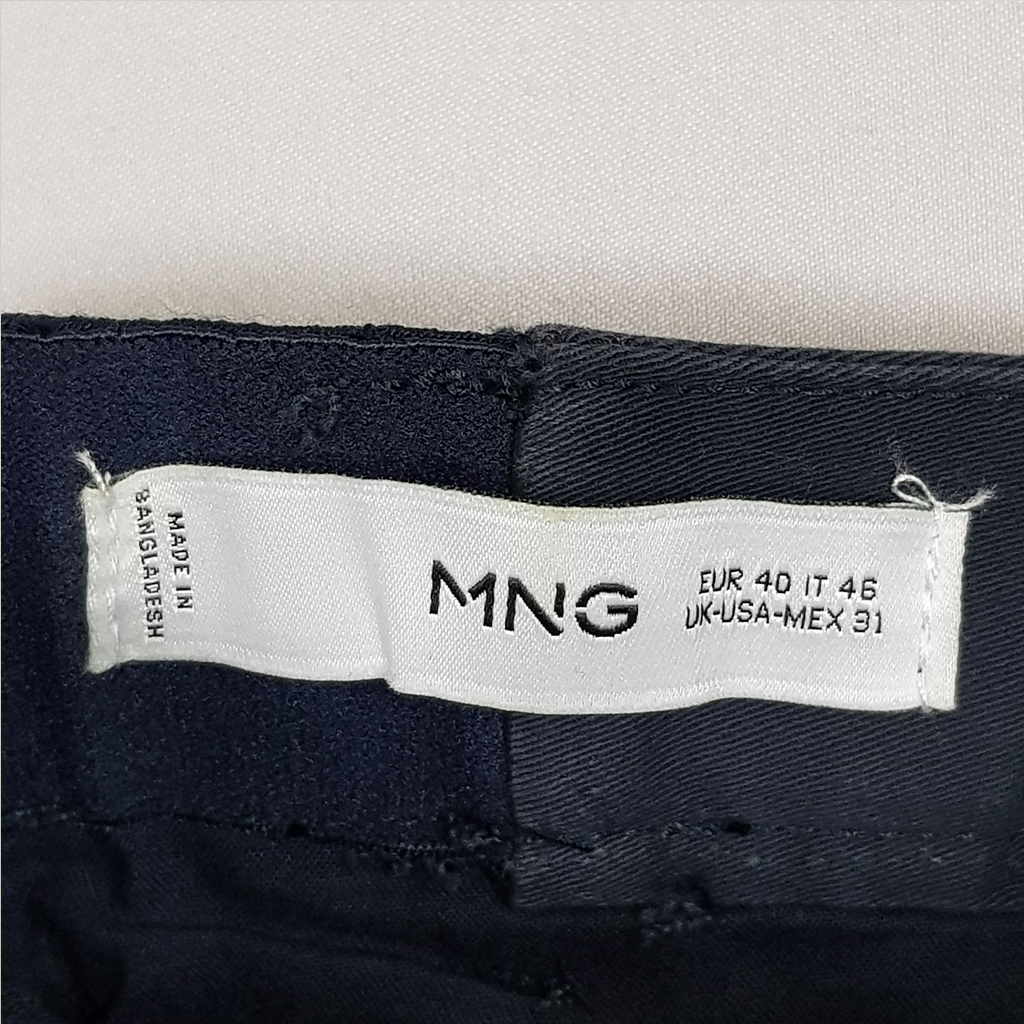 MADE IN
BANGLADESH
MNG
EUR 40 IT 46
UK-USA-MEX 31